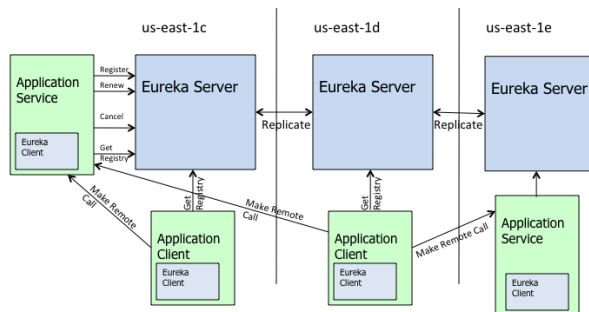 us-east-1c
us-east-1d
us-east-1e
Application
Service
Eureka
Client
Register
Renew
Cancel
Get
Registry
Eureka Server
Replicate
Eureka Server
Replicate
Eureka Server
Make Remote
Call
Get
Registry
Make Remote
Call
Get
Registry
Make Remote Call
Application
Client
Eureka
Client
Application
Client
Eureka
Client
Application
Service
Eureka
Client